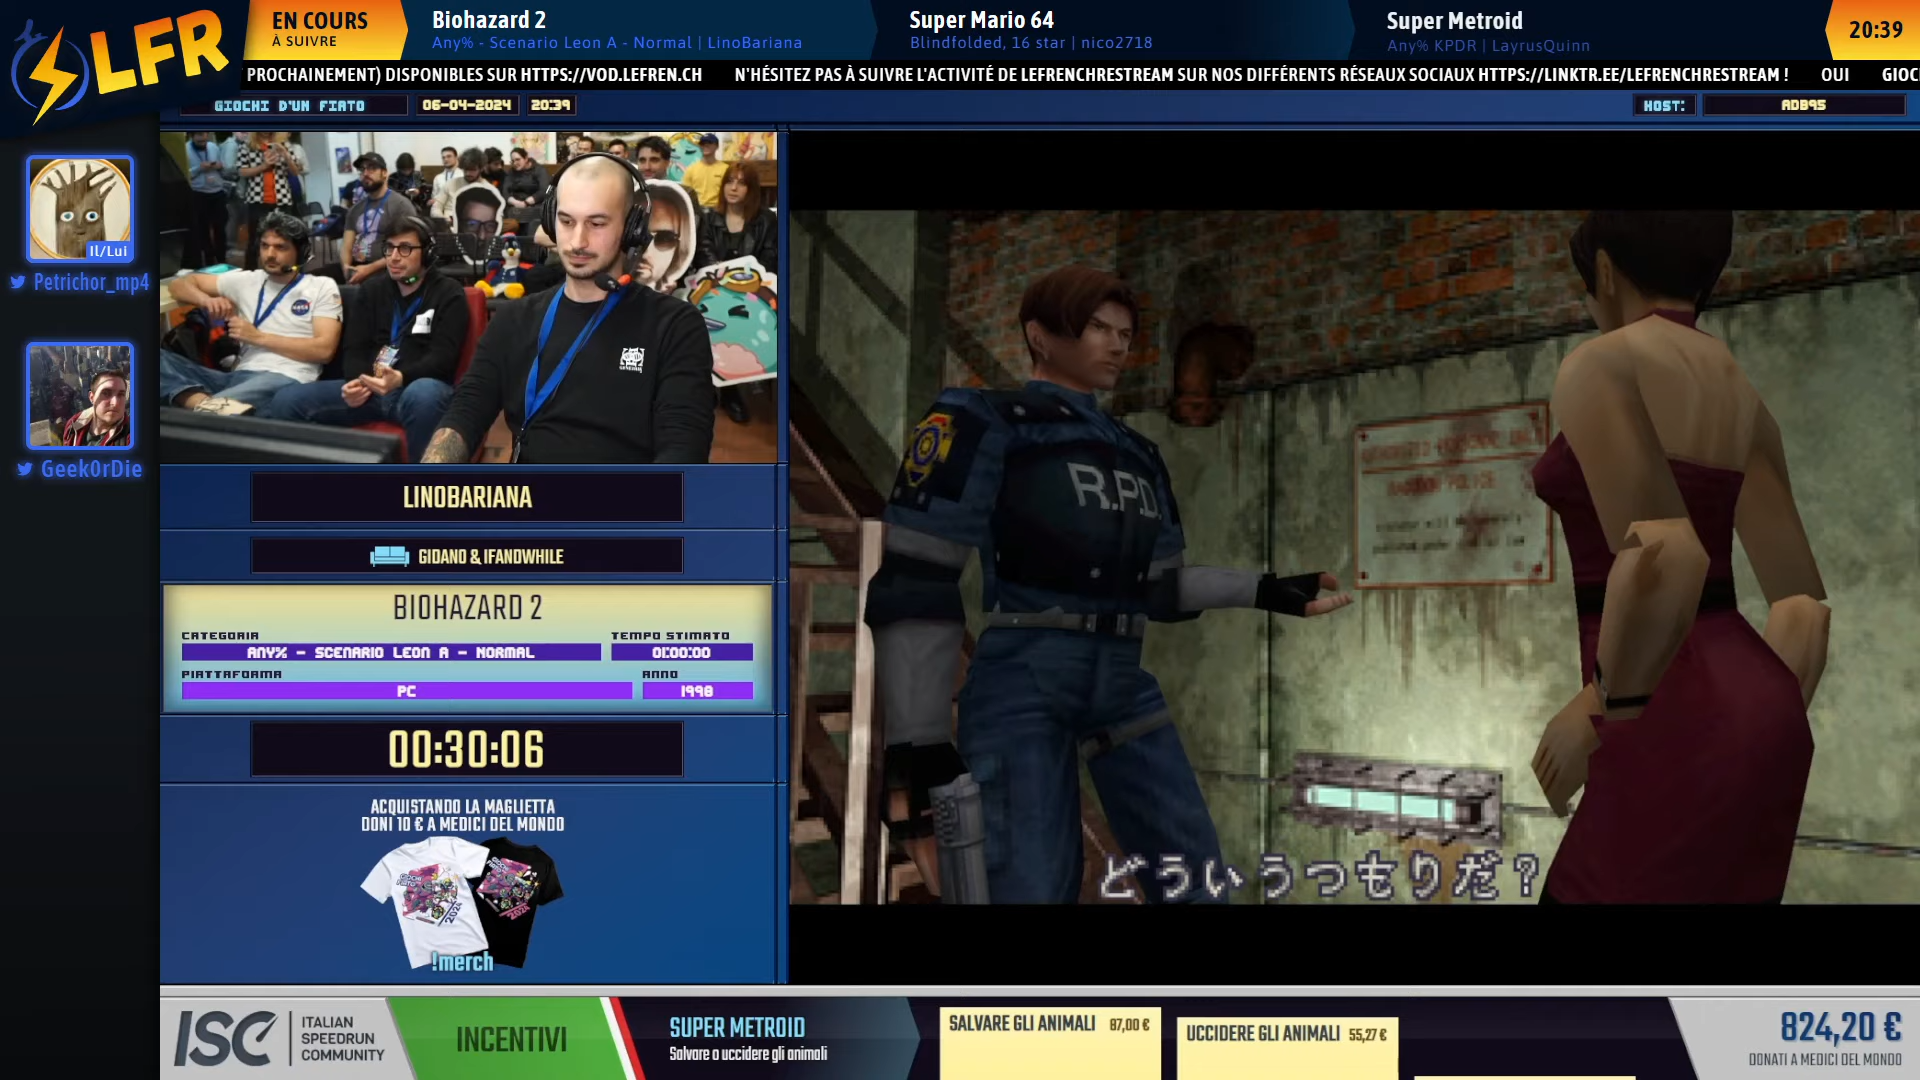 LFR
EN COURS
À SUIVRE
Biohazard 2
Any% - Scenario Leon A - Normal | LinoBariana
Super Mario 64
Blindfolded, 16 star | nico2718
Super Metroid
Any% KPDR | LayrusQuinn
20:39
PROCHAINEMENT) DISPONIBLES SUR HTTPS://VOD.LEFREN.CH N'HÉSITEZ PAS À SUIVRE L'ACTIVITÉ DE LEFRENCHRESTREAM SUR NOS DIFFÉRENTS RÉSEAUX SOCIAUX HTTPS://LINKTR.EE/LEFRENCHRESTREAM ! OUI GIOC
GIOCHI D'UN FIATO
06-04-2024
20:39
HOST:
ADB95
Il/Lui
Petrichor_mp4
Geek0rDie
R.P.D.
どういうつもりだ?
LINOBARIANA
GIDANO & IFANDWHILE
BIOHAZARD 2
CATEGORIA
TEMPO STIMATO
ANY% - SCENARIO LEON A - NORMAL
01:00:00
PIATTAFORMA
ANNO
PC
1998
00:30:06
ACQUISTANDO LA MAGLIETTA
DONI 10 € A MEDICI DEL MONDO
2024
2024
!merch
ISC
ITALIAN
SPEEDRUN
COMMUNITY
INCENTIVI
SUPER METROID
Salvare o uccidere gli animali
SALVARE GLI ANIMALI 87,00 €
UCCIDERE GLI ANIMALI 55,27 €
824,20 €
DONATI A MEDICI DEL MONDO